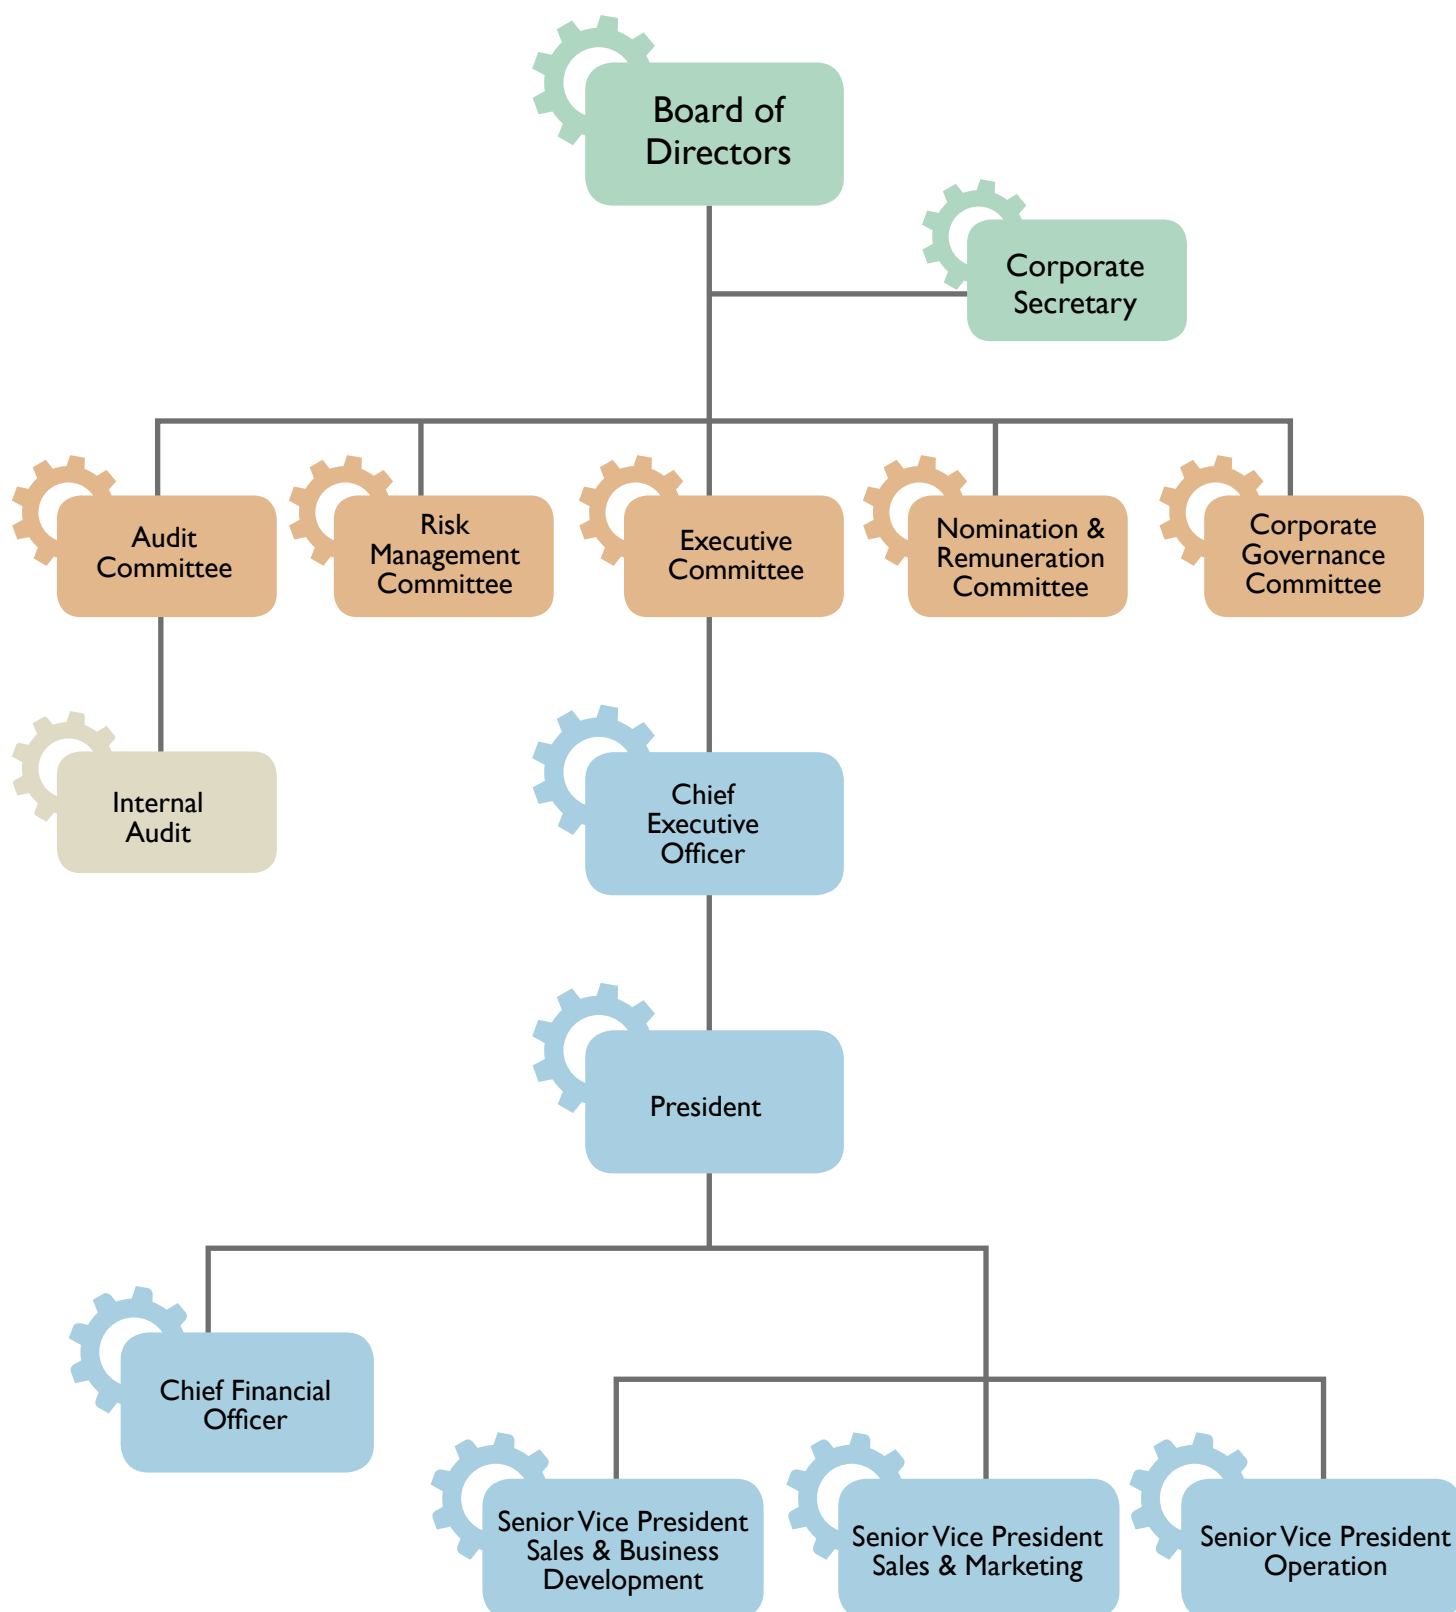 Board of
Directors
Corporate
Secretary
Audit
Committee
Risk
Management
Committee
Executive
Committee
Nomination &
Remuneration
Committee
Corporate
Governance
Committee
Internal
Audit
Chief
Executive
Officer
President
Chief Financial
Officer
Senior Vice President
Sales & Business
Development
Senior Vice President
Sales & Marketing
Senior Vice President
Operation